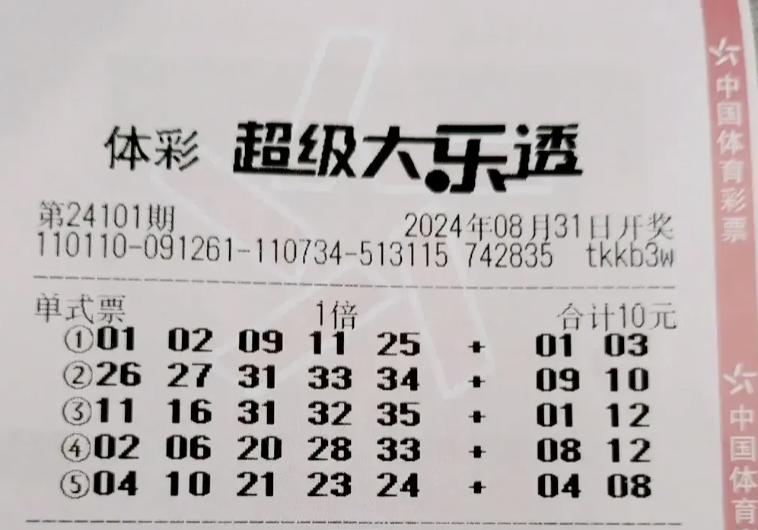 体彩 超级大乐透
第24101期 2024年08月31日开奖
110110-091261-110734-513115 742835 tkkb3w
单式票 1倍 合计10元
①01 02 09 11 25 + 01 03
②26 27 31 33 34 + 09 10
③11 16 31 32 35 + 01 12
④02 06 20 28 33 + 08 12
⑤04 10 21 23 24 + 04 08
中国体育彩票
中国体育